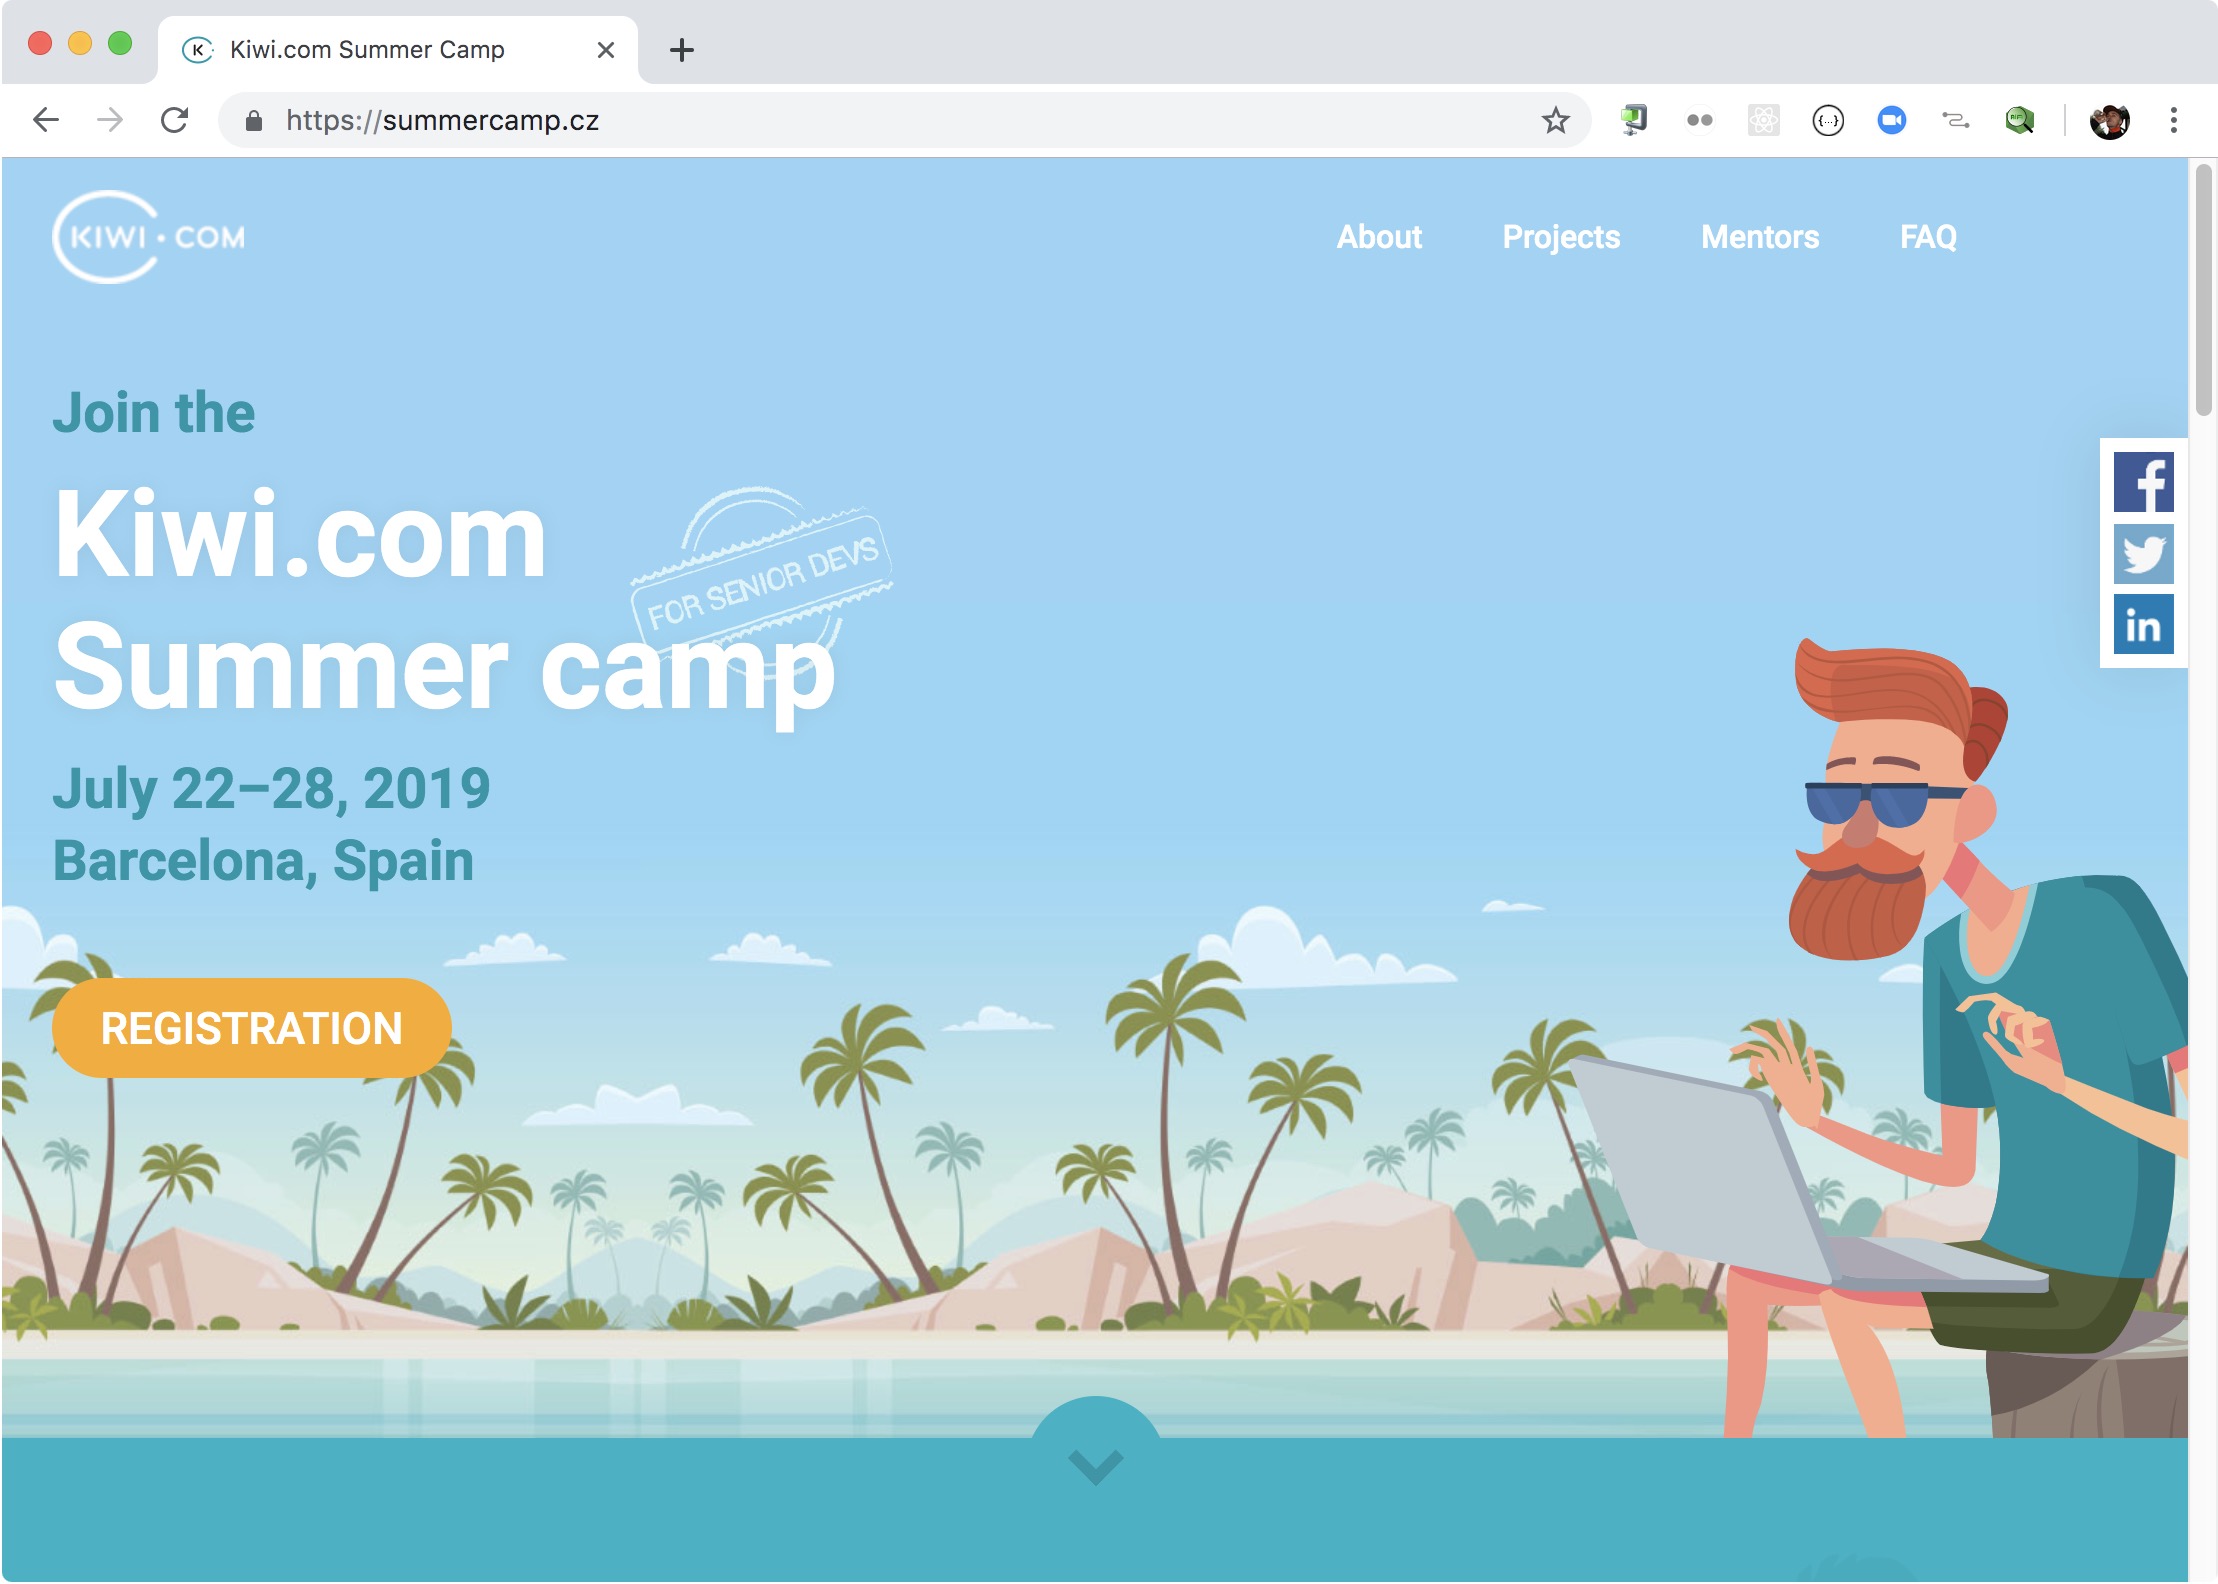 Kiwi.com Summer Camp
https://summercamp.cz
KIWI.COM
About Projects Mentors FAQ
Join the
Kiwi.com
FOR SENIOR DEVS
Summer camp
July 22–28, 2019
Barcelona, Spain
REGISTRATION